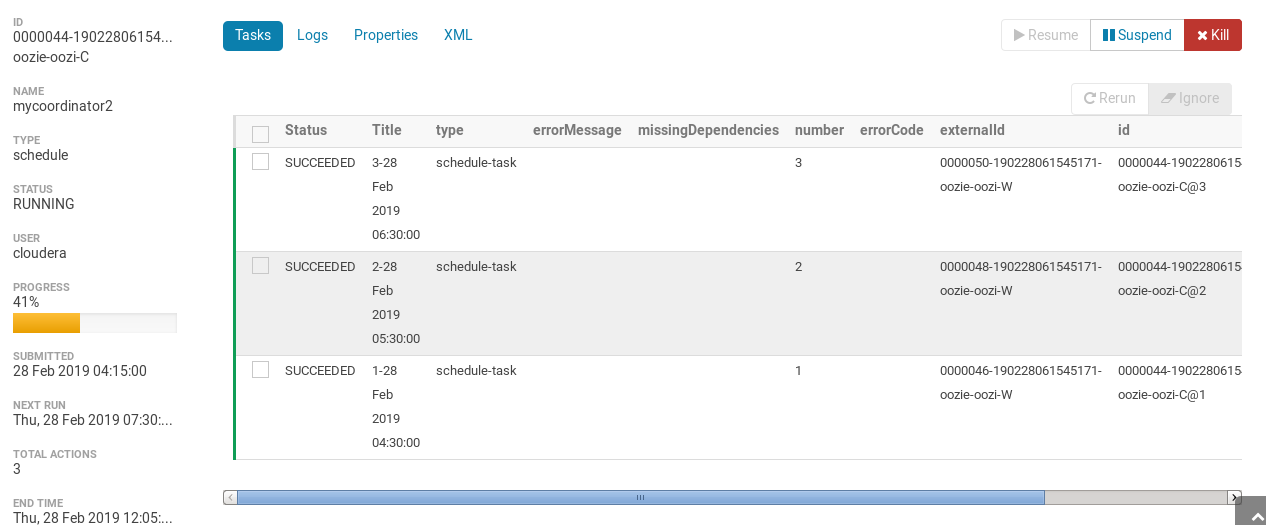 ID
0000044-19022806154...
oozie-oozi-C
NAME
mycoordinator2
TYPE
schedule
STATUS
RUNNING
USER
cloudera
PROGRESS
41%
SUBMITTED
28 Feb 2019 04:15:00
NEXT RUN
Thu, 28 Feb 2019 07:30:...
TOTAL ACTIONS
3
END TIME
Thu, 28 Feb 2019 12:05:...
Tasks Logs Properties XML Resume Suspend Kill
Rerun Ignore
Status Title type errorMessage missingDependencies number errorCode externalId id
SUCCEEDED 3-28 schedule-task 3 0000050-190228061545171- 0000044-19022806154
Feb oozie-oozi-W oozie-oozi-C@3
2019
06:30:00
SUCCEEDED 2-28 schedule-task 2 0000048-190228061545171- 0000044-19022806154
Feb oozie-oozi-W oozie-oozi-C@2
2019
05:30:00
SUCCEEDED 1-28 schedule-task 1 0000046-190228061545171- 0000044-19022806154
Feb oozie-oozi-W oozie-oozi-C@1
2019
04:30:00